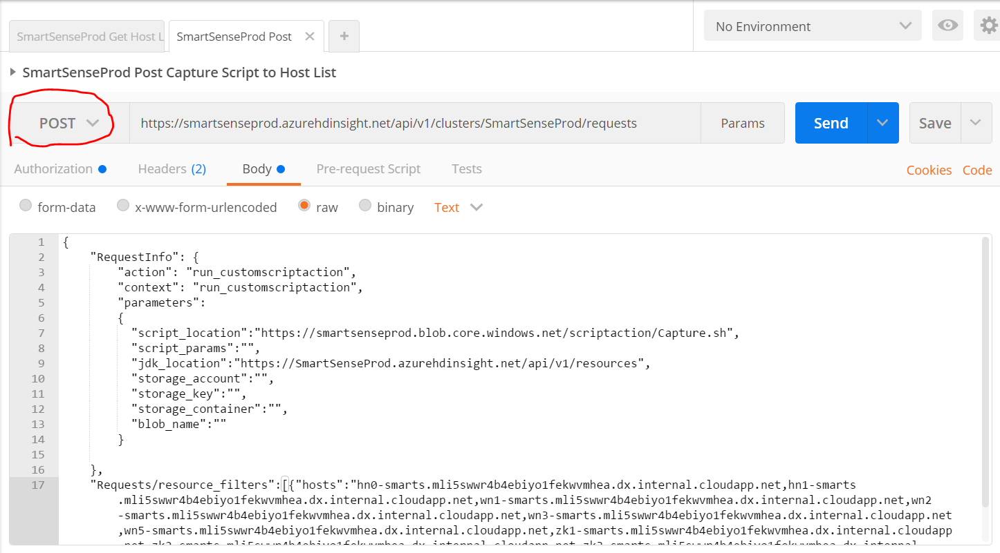 SmartSenseProd Get Host L
SmartSenseProd Post
No Environment
SmartSenseProd Post Capture Script to Host List
POST https://smartsenseprod.azurehdinsight.net/api/v1/clusters/SmartSenseProd/requests Params Send Save
Authorization Headers (2) Body Pre-request Script Tests Cookies Code
form-data x-www-form-urlencoded raw binary Text
1 {
2 "RequestInfo": {
3 "action": "run_customscriptaction",
4 "context": "run_customscriptaction",
5 "parameters":
6 {
7 "script_location":"https://smartsenseprod.blob.core.windows.net/scriptaction/Capture.sh",
8 "script_params":"",
9 "jdk_location":"https://SmartSenseProd.azurehdinsight.net/api/v1/resources",
10 "storage_account":"",
11 "storage_key":"",
12 "storage_container":"",
13 "blob_name":""
14 }
15
16 },
17 "Requests/resource_filters":[{"hosts":"hn0-smarts.mli5swwr4b4ebiyo1fekwvmhea.dx.internal.cloudapp.net,hn1-smarts
.mli5swwr4b4ebiyo1fekwvmhea.dx.internal.cloudapp.net,wn1-smarts.mli5swwr4b4ebiyo1fekwvmhea.dx.internal.cloudapp.net,wn2
-smarts.mli5swwr4b4ebiyo1fekwvmhea.dx.internal.cloudapp.net,wn3-smarts.mli5swwr4b4ebiyo1fekwvmhea.dx.internal.cloudapp.net
,wn5-smarts.mli5swwr4b4ebiyo1fekwvmhea.dx.internal.cloudapp.net,zk1-smarts.mli5swwr4b4ebiyo1fekwvmhea.dx.internal.cloudapp